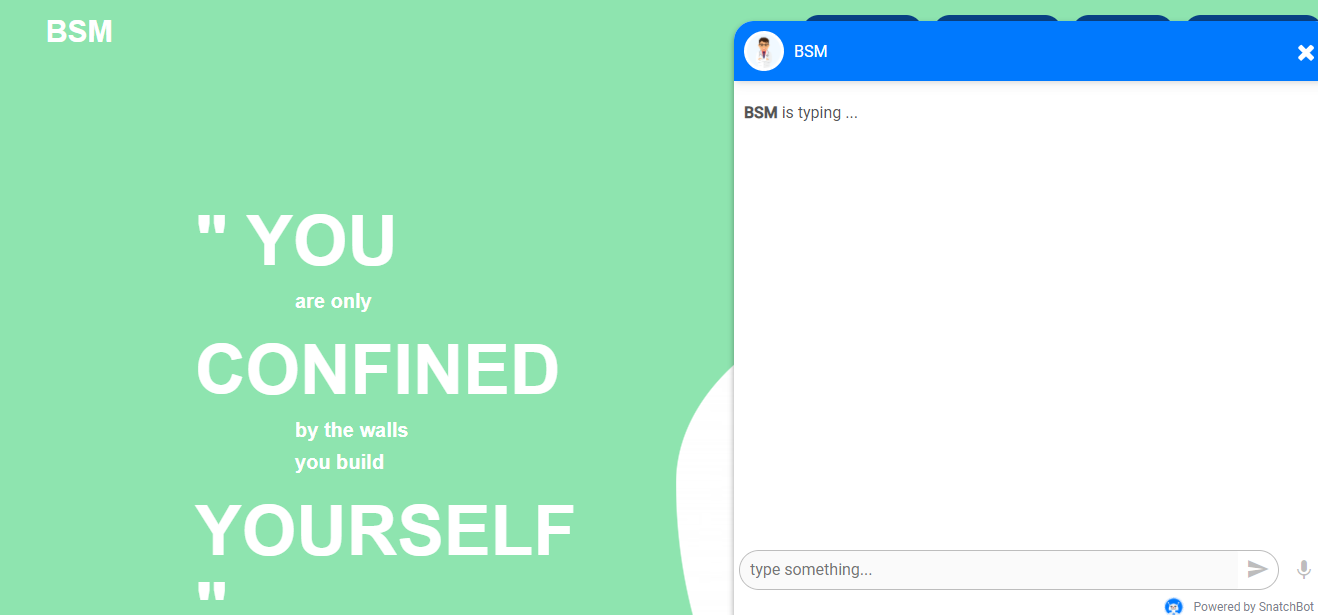 BSM
" YOU
are only
CONFINED
by the walls
you build
YOURSELF
"
BSM
BSM is typing ...
type something...
Powered by SnatchBot